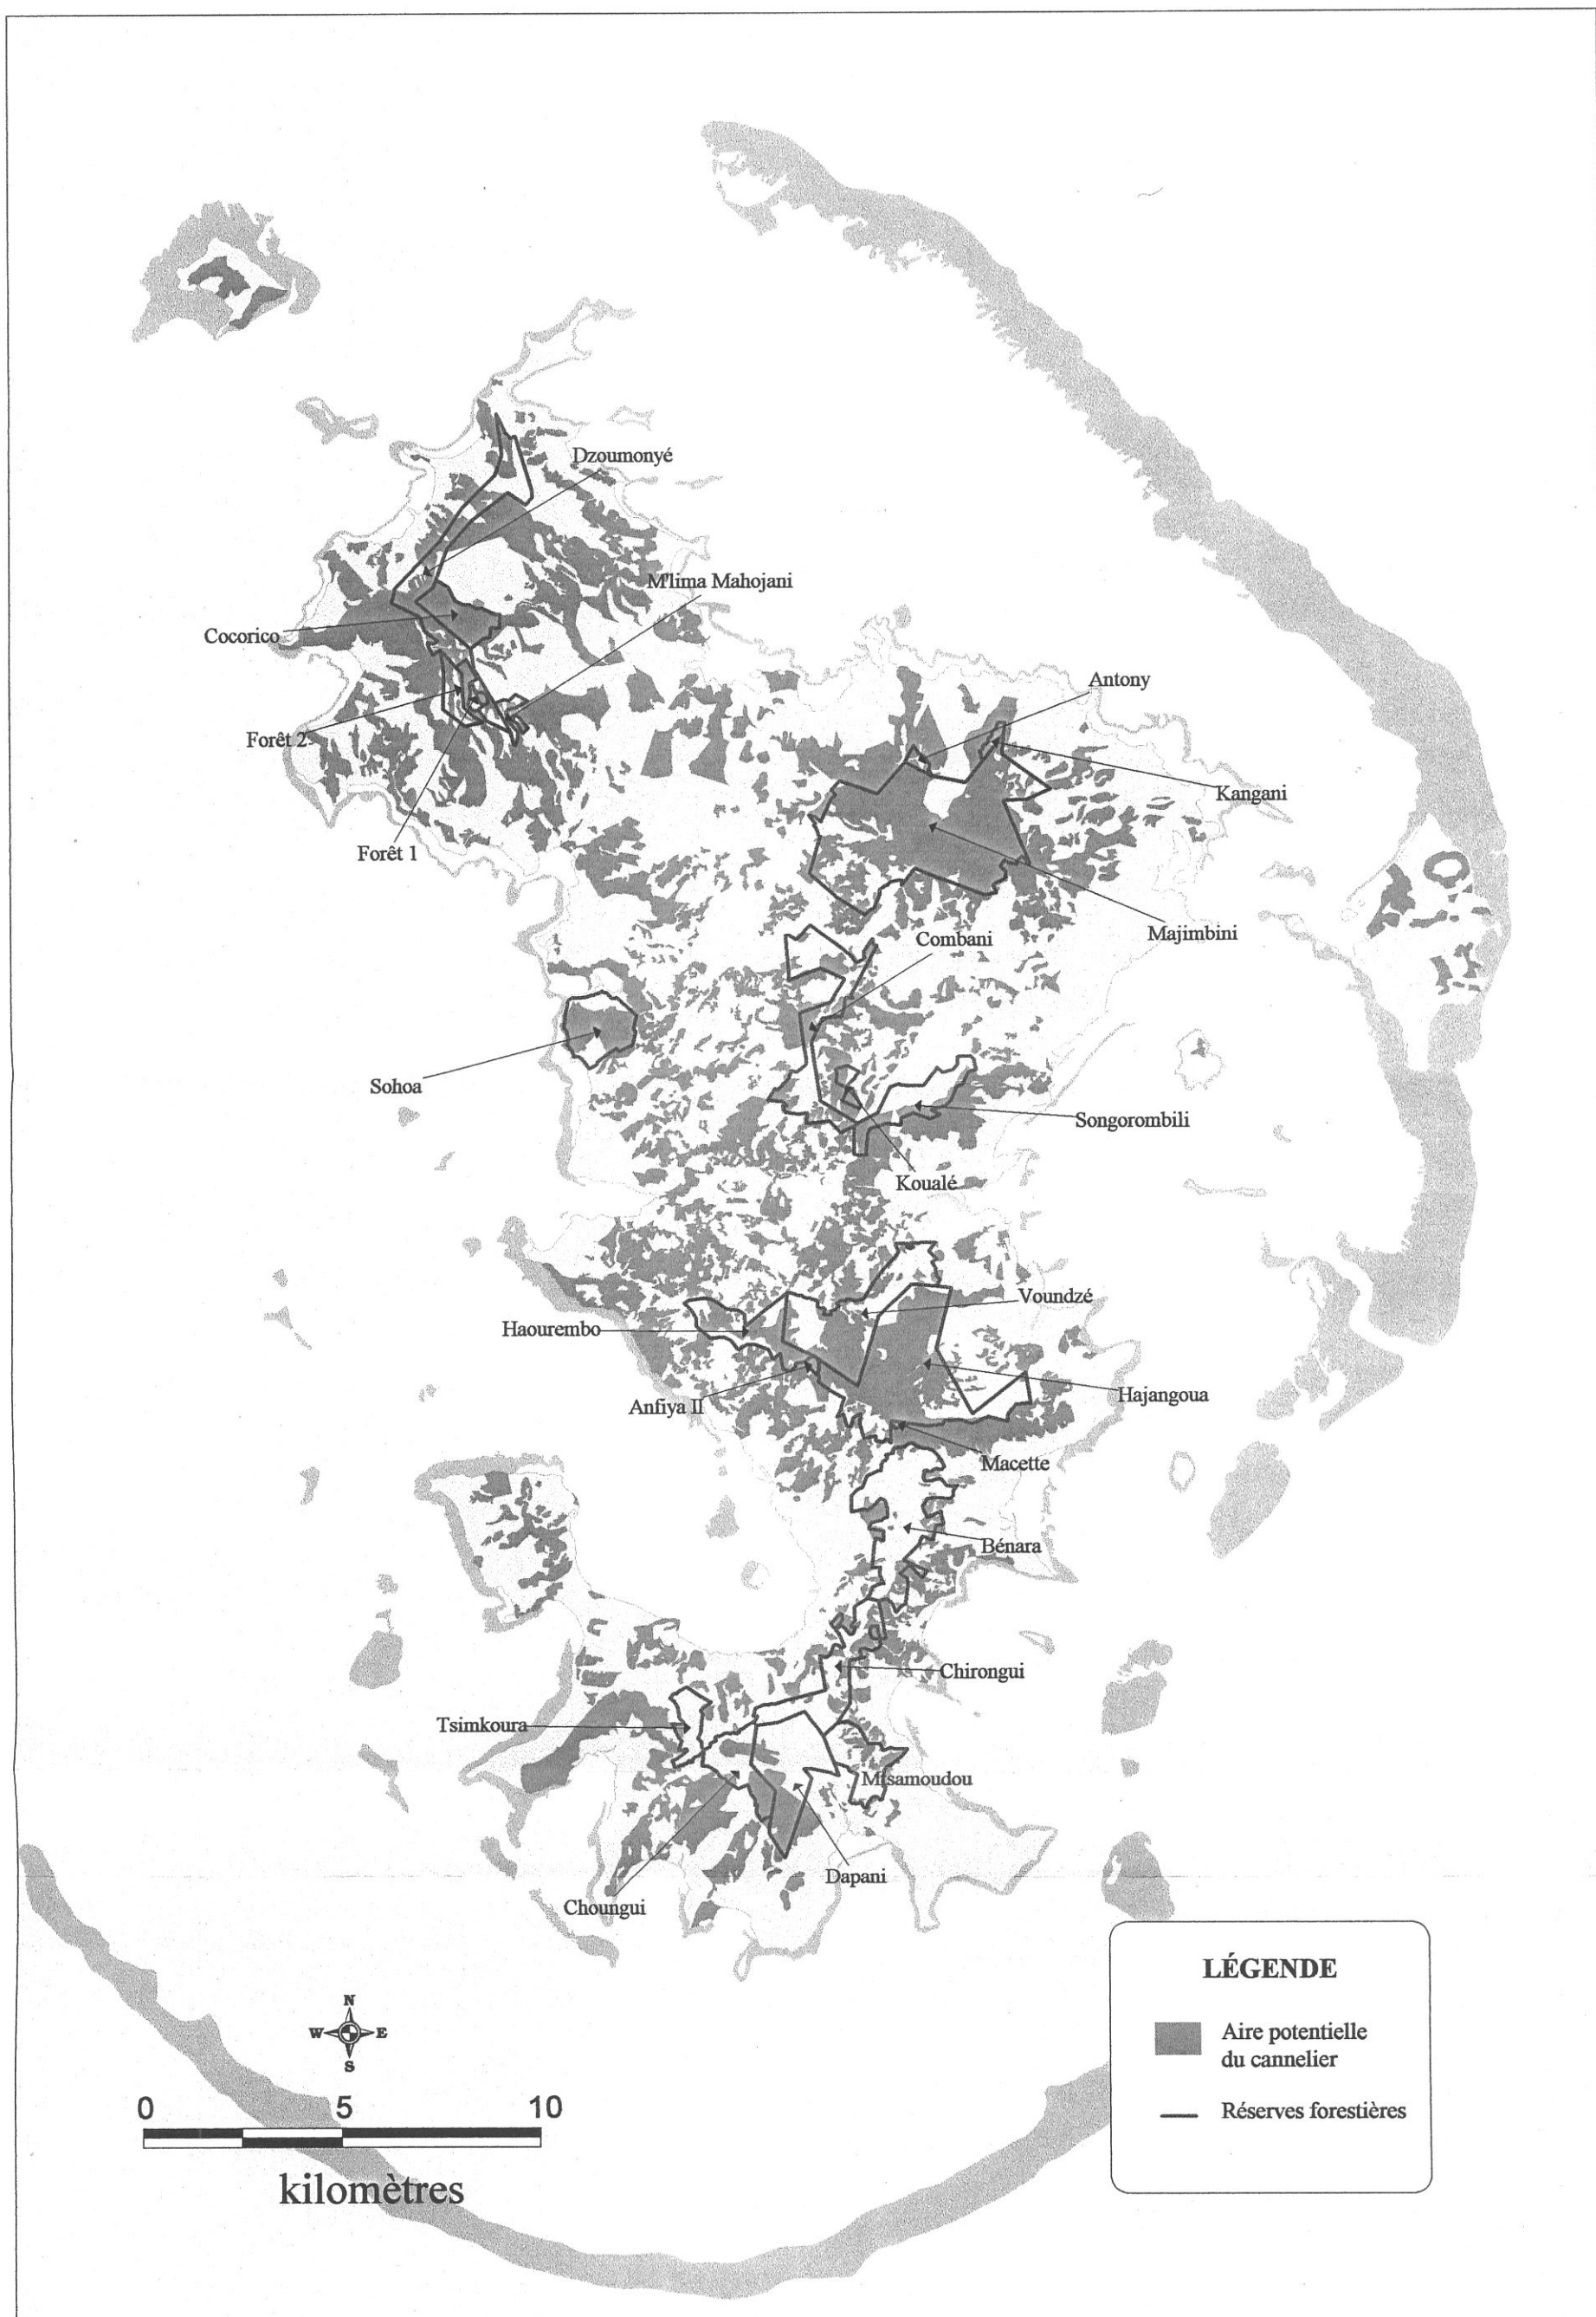 Dzoumonyé
M'lima Mahojani
Cocorico
Antony
Forêt 2
Kangani
Forêt 1
Majimbini
Combani
Sohoa
Songorombili
Koualé
Voundzé
Haourembo
Hajangoua
Anfiya II
Macette
Bénara
Chirongui
Tsimkoura
Mtsamoudou
Dapani
Choungui
LÉGENDE
Aire potentielle
du cannelier
Réserves forestières
N
W E
S
0 5 10
kilomètres